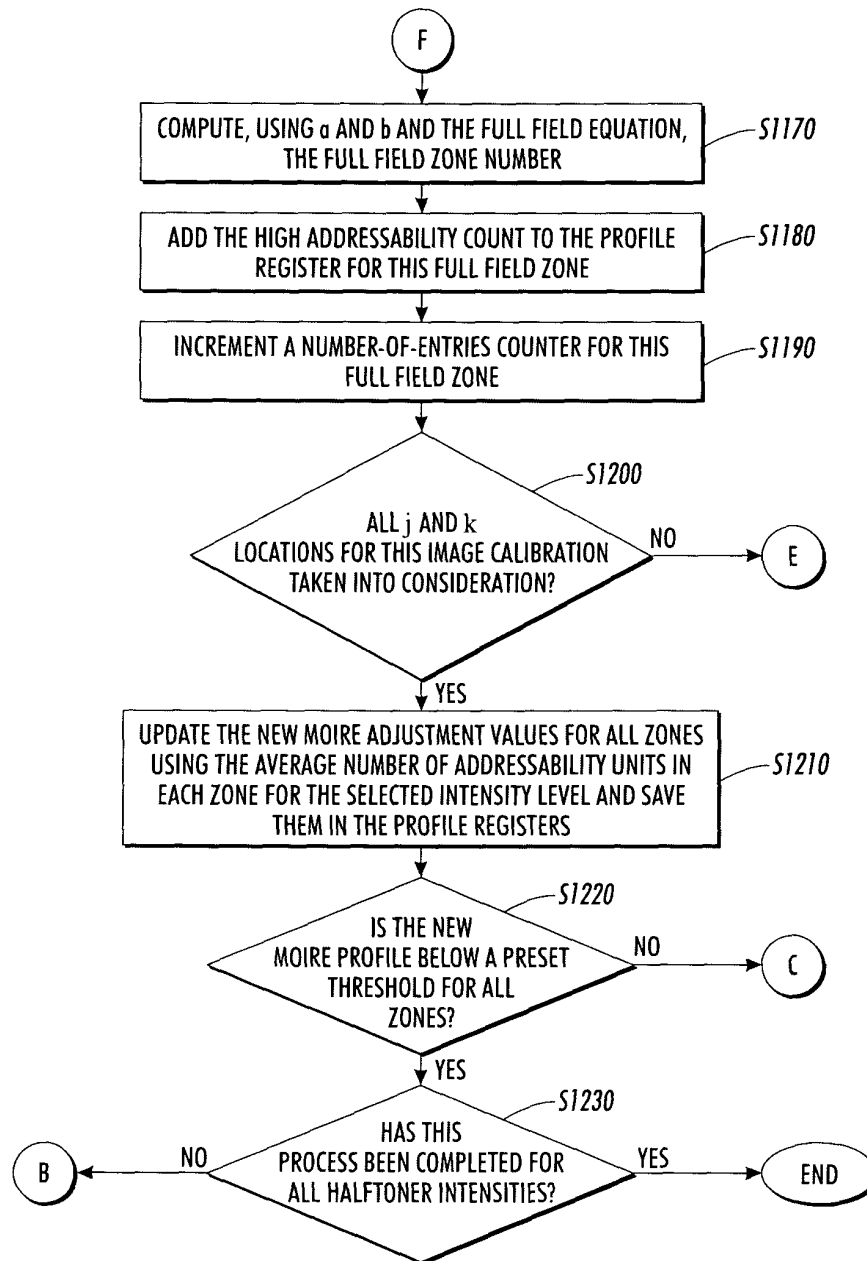 F
COMPUTE, USING a AND b AND THE FULL FIELD EQUATION,
THE FULL FIELD ZONE NUMBER
S1170
ADD THE HIGH ADDRESSABILITY COUNT TO THE PROFILE
REGISTER FOR THIS FULL FIELD ZONE
S1180
INCREMENT A NUMBER-OF-ENTRIES COUNTER FOR THIS
FULL FIELD ZONE
S1190
S1200
ALL j AND k
LOCATIONS FOR THIS IMAGE CALIBRATION
TAKEN INTO CONSIDERATION?
NO
E
YES
UPDATE THE NEW MOIRE ADJUSTMENT VALUES FOR ALL ZONES
USING THE AVERAGE NUMBER OF ADDRESSABILITY UNITS IN
EACH ZONE FOR THE SELECTED INTENSITY LEVEL AND SAVE
THEM IN THE PROFILE REGISTERS
S1210
S1220
IS THE NEW
MOIRE PROFILE BELOW A PRESET
THRESHOLD FOR ALL
ZONES?
NO
C
YES
S1230
HAS THIS
PROCESS BEEN COMPLETED FOR
ALL HALFTONER INTENSITIES?
NO
B
YES
END